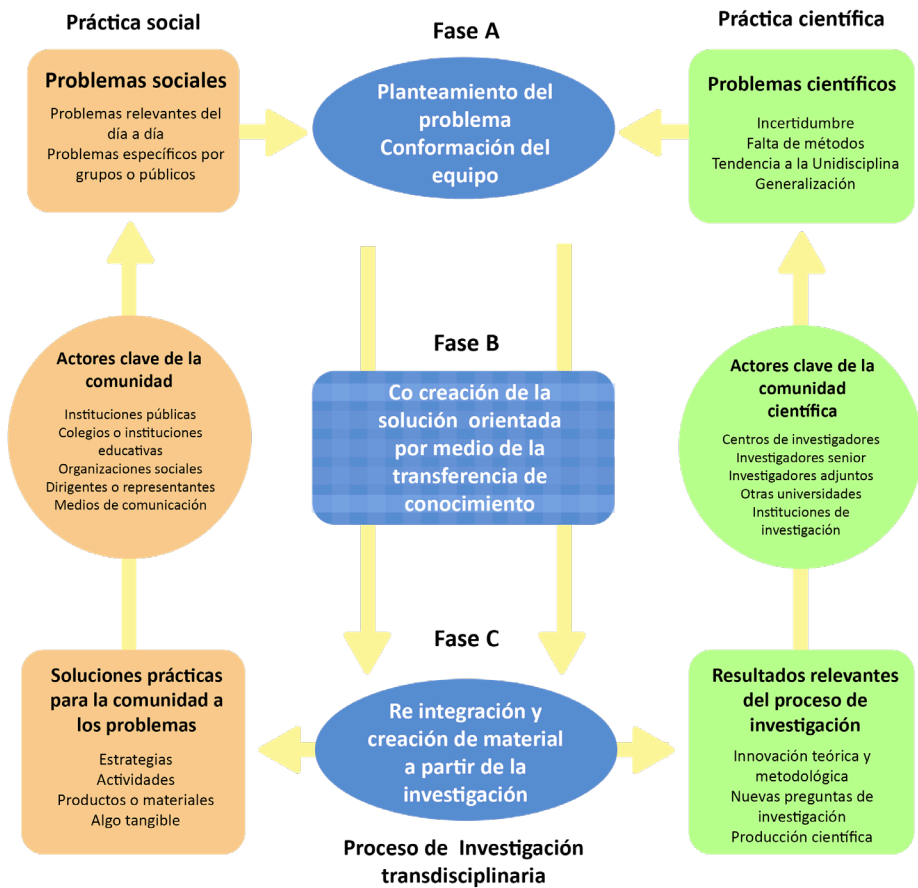 Práctica social
Problemas sociales
Problemas relevantes del
día a día
Problemas específicos por
grupos o públicos
Actores clave de la
comunidad
Instituciones públicas
Colegios o instituciones
educativas
Organizaciones sociales
Dirigentes o representantes
Medios de comunicación
Soluciones prácticas
para la comunidad a
los problemas
Estrategias
Actividades
Productos o materiales
Algo tangible
Fase A
Planteamiento del
problema
Conformación del
equipo
Fase B
Co creación de la
solución orientada
por medio de la
transferencia de
conocimiento
Fase C
Re integración y
creación de material
a partir de la
investigación
Proceso de Investigación
transdisciplinaria
Práctica científica
Problemas científicos
Incertidumbre
Falta de métodos
Tendencia a la Unidisciplina
Generalización
Actores clave de
la comunidad
científica
Centros de investigadores
Investigadores senior
Investigadores adjuntos
Otras universidades
Instituciones de
investigación
Resultados relevantes
del proceso de
investigación
Innovación teórica y
metodológica
Nuevas preguntas de
investigación
Producción científica